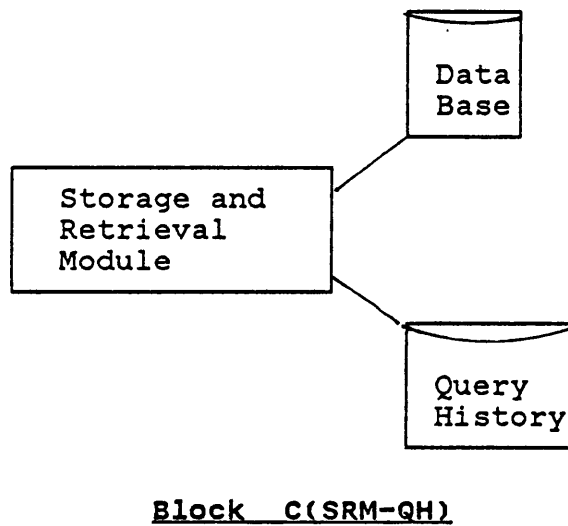 Data
Base
Storage and
Retrieval
Module
Query
History
Block C(SRM-QH)